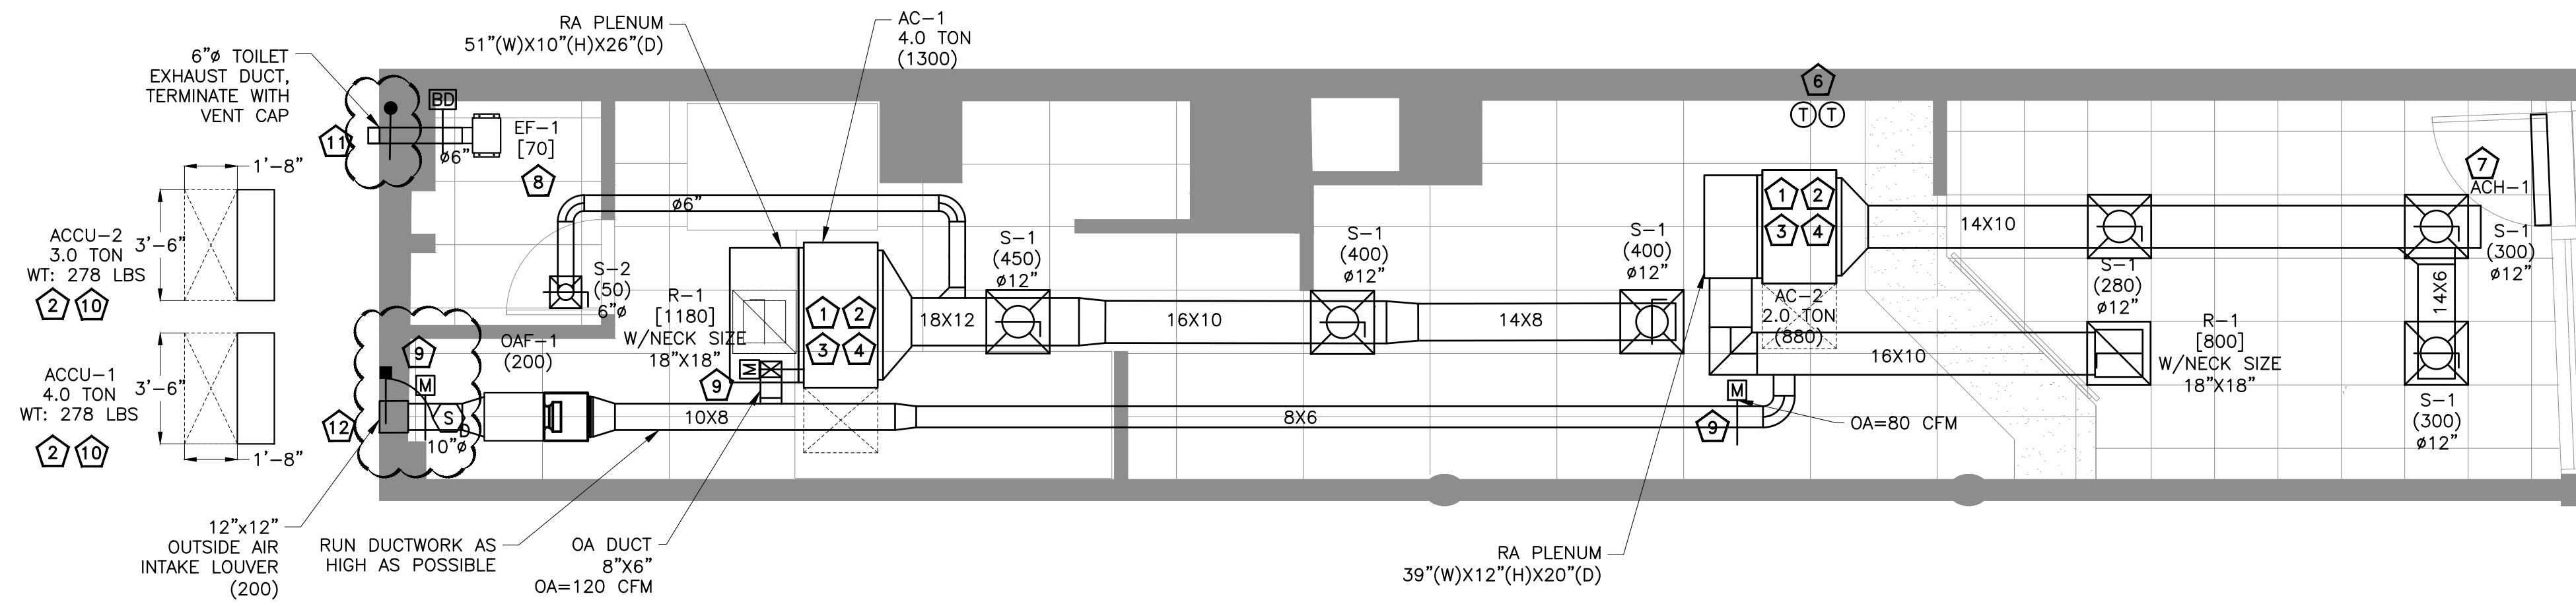 RA PLENUM
51”(W)X10”(H)X26”(D)
AC-1
4.0 TON
(1300)
6”ø TOILET
EXHAUST DUCT,
TERMINATE WITH
VENT CAP
11
BD
ø6”
EF-1
[70]
8
6
T T
7
ACH-1
1’-8”
ACCU-2
3.0 TON
WT: 278 LBS
3’-6”
2 10
ACCU-1
4.0 TON
WT: 278 LBS
3’-6”
2 10
1’-8”
ø6”
S-2
(50)
6”ø
R-1
[1180]
W/NECK SIZE
18”X18”
1 2
3 4
18X12
S-1
(450)
ø12”
16X10
S-1
(400)
ø12”
14X8
S-1
(400)
ø12”
1 2
3 4
AC-2
2.0 TON
(880)
14X10
S-1
(280)
ø12”
S-1
(300)
ø12”
14X6
16X10
R-1
[800]
W/NECK SIZE
18”X18”
S-1
(300)
ø12”
9
M
OAF-1
(200)
S
D
10”ø
12
M
9
10X8
8X6
M
9
OA=80 CFM
12”x12”
OUTSIDE AIR
INTAKE LOUVER
(200)
RUN DUCTWORK AS
HIGH AS POSSIBLE
OA DUCT
8”X6”
OA=120 CFM
RA PLENUM
39”(W)X12”(H)X20”(D)